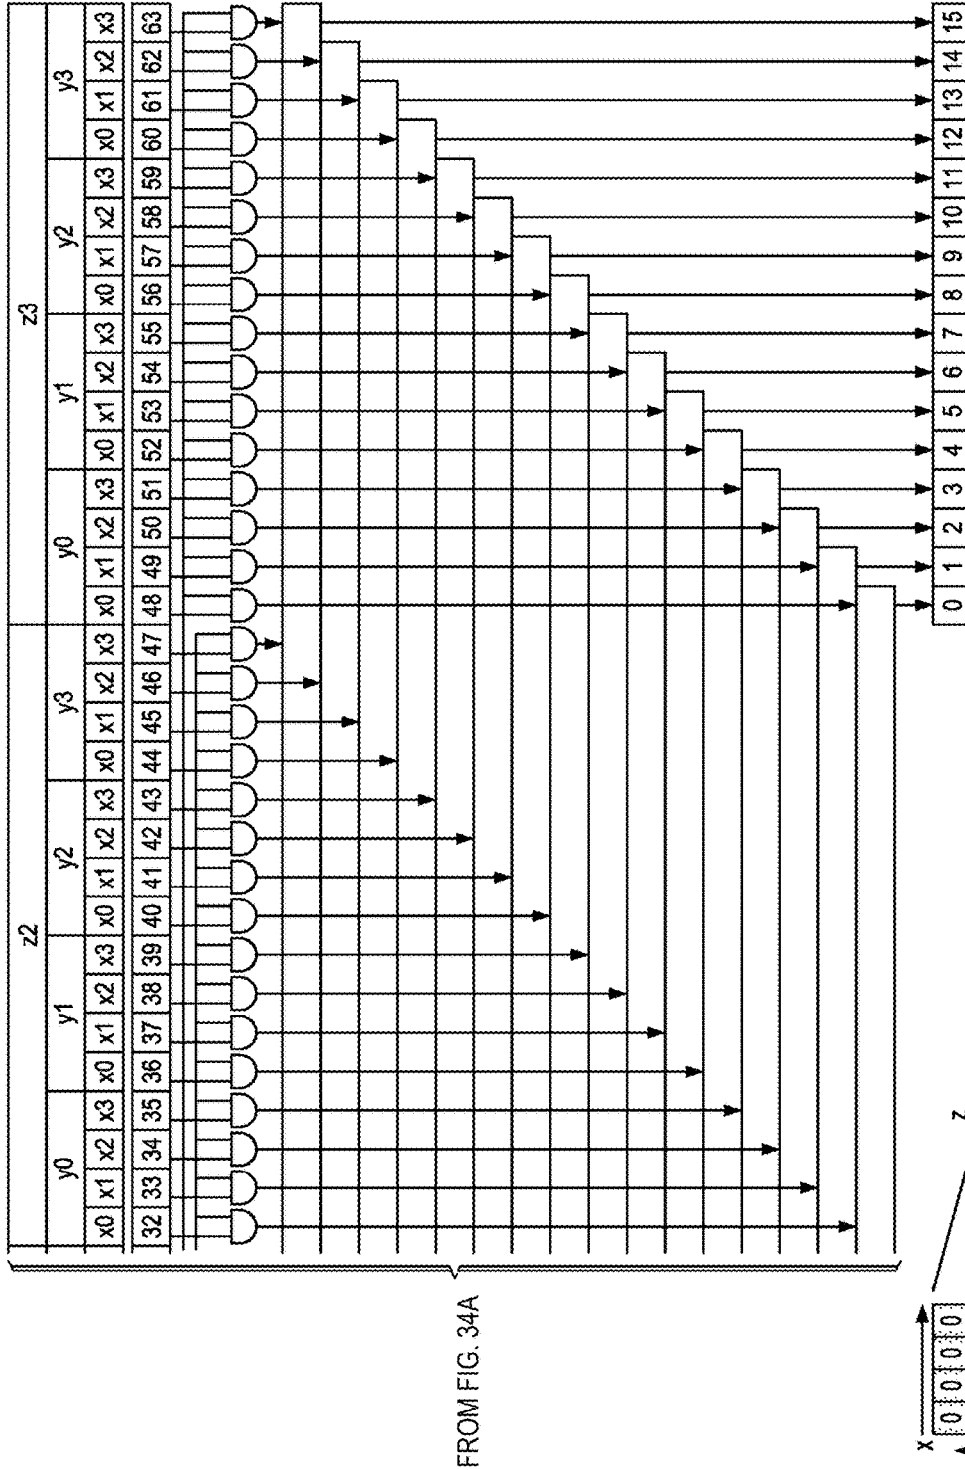 z2 z3
y0 y1 y2 y3 y0 y1 y2 y3
x0 x1 x2 x3 x0 x1 x2 x3 x0 x1 x2 x3 x0 x1 x2 x3 x0 x1 x2 x3 x0 x1 x2 x3 x0 x1 x2 x3 x0 x1 x2 x3
32 33 34 35 36 37 38 39 40 41 42 43 44 45 46 47 48 49 50 51 52 53 54 55 56 57 58 59 60 61 62 63
FROM FIG. 34A
0 1 2 3 4 5 6 7 8 9 10 11 12 13 14 15
x
z
0 0 0 0